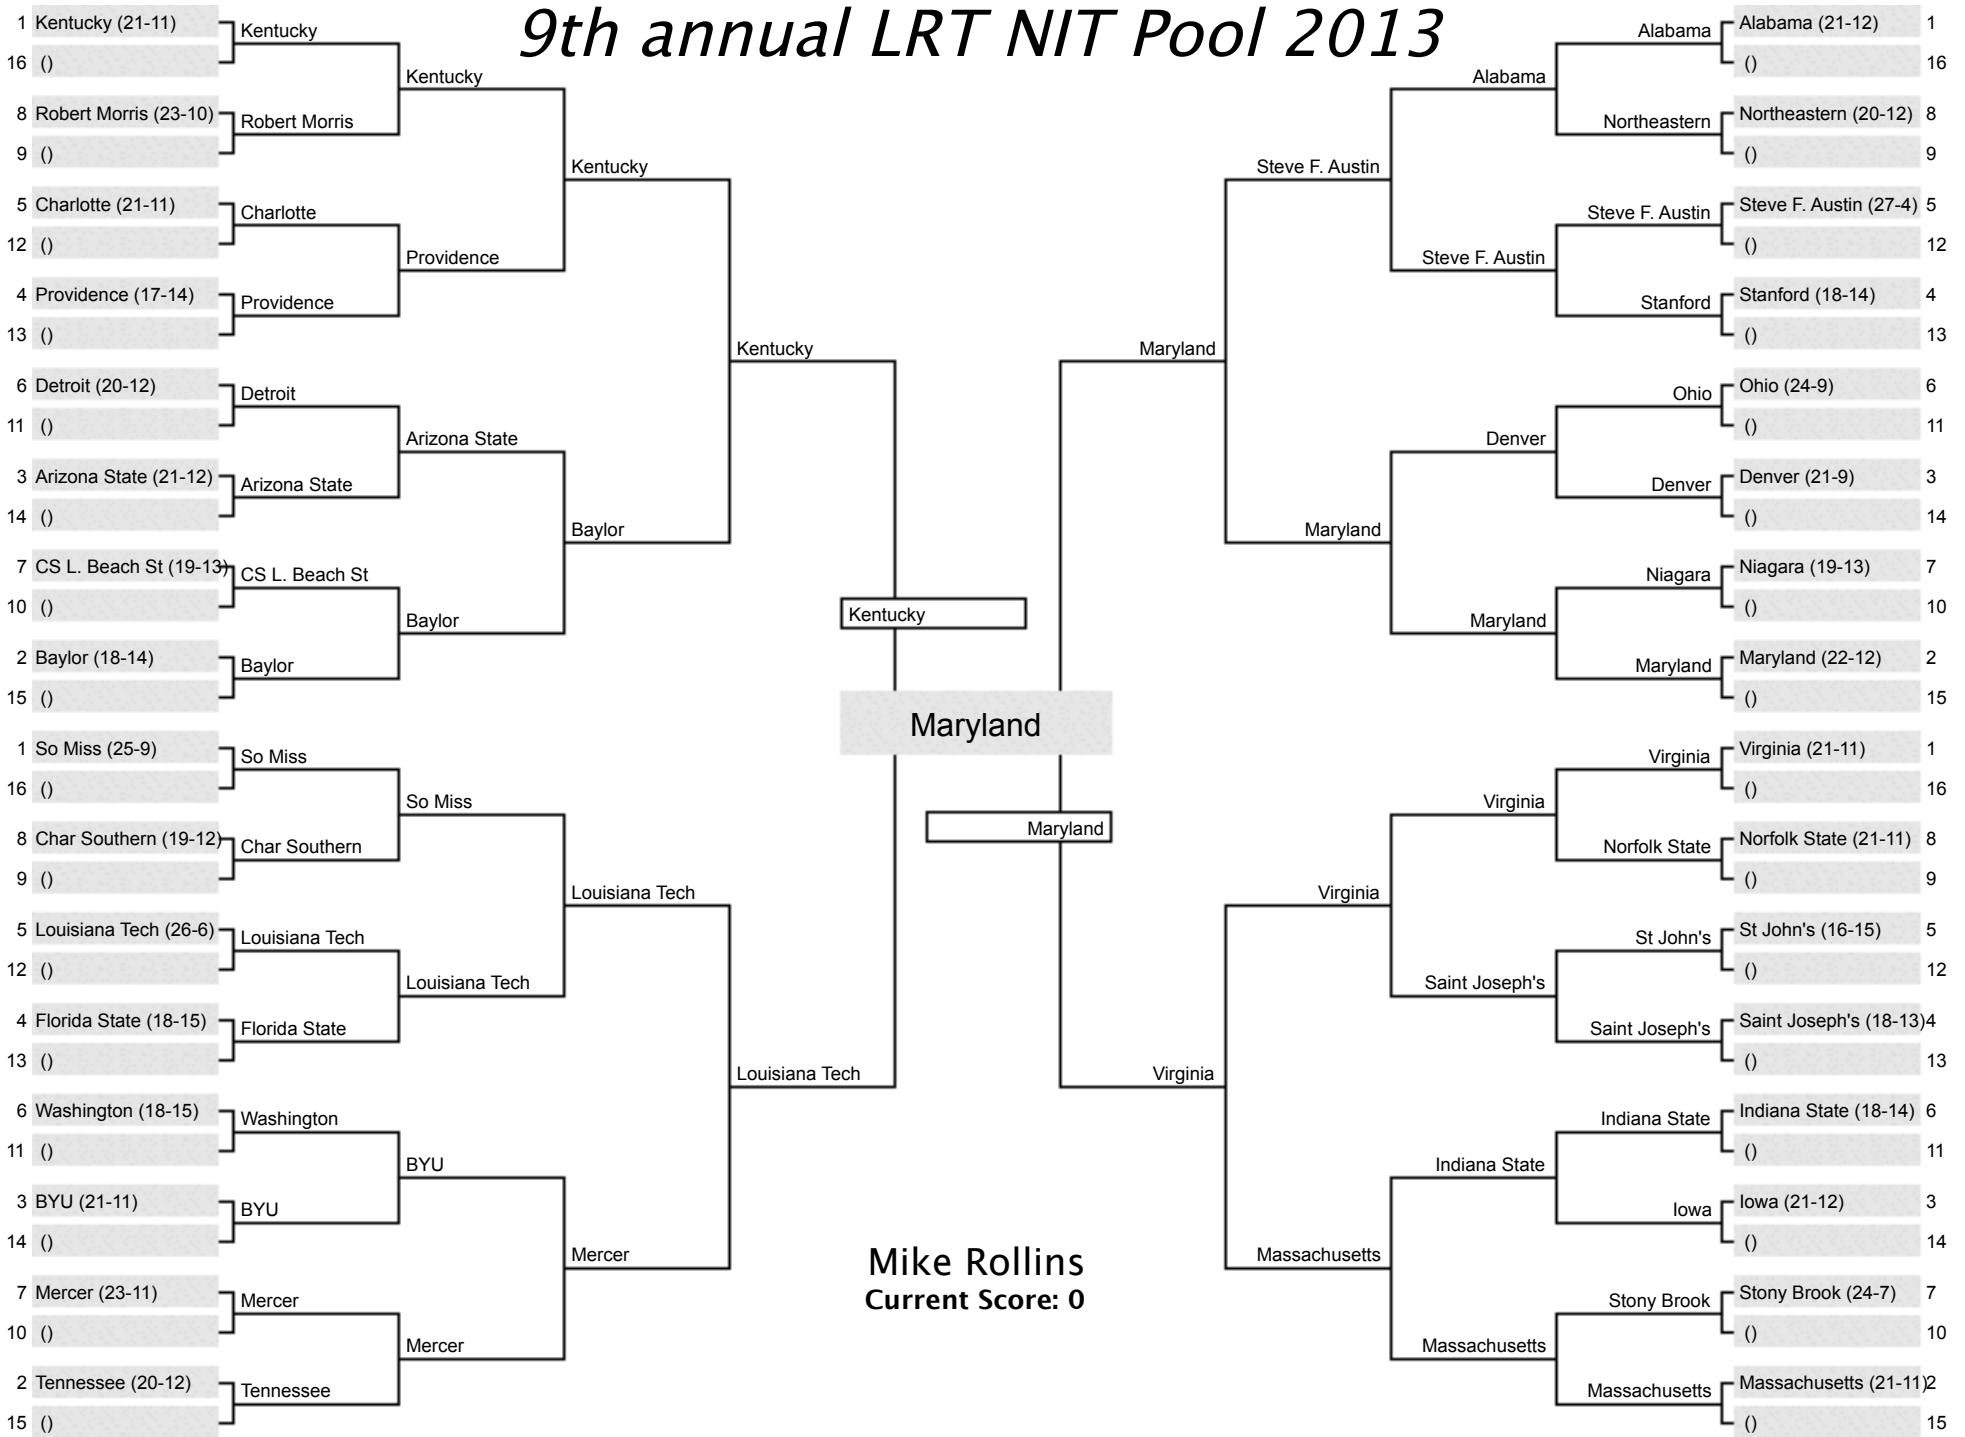 9th annual LRT NIT Pool 2013
1 Kentucky (21-11)
16 ()
8 Robert Morris (23-10)
9 ()
5 Charlotte (21-11)
12 ()
4 Providence (17-14)
13 ()
6 Detroit (20-12)
11 ()
3 Arizona State (21-12)
14 ()
7 CS L. Beach St (19-13)
10 ()
2 Baylor (18-14)
15 ()
1 So Miss (25-9)
16 ()
8 Char Southern (19-12)
9 ()
5 Louisiana Tech (26-6)
12 ()
4 Florida State (18-15)
13 ()
6 Washington (18-15)
11 ()
3 BYU (21-11)
14 ()
7 Mercer (23-11)
10 ()
2 Tennessee (20-12)
15 ()
Kentucky
Robert Morris
Charlotte
Providence
Detroit
Arizona State
CS L. Beach St
Baylor
So Miss
Char Southern
Louisiana Tech
Florida State
Washington
BYU
Mercer
Tennessee
Kentucky
Providence
Arizona State
Baylor
So Miss
Louisiana Tech
BYU
Mercer
Kentucky
Baylor
Louisiana Tech
Mercer
Kentucky
Louisiana Tech
Kentucky
Maryland
Maryland
Mike Rollins
Current Score: 0
Maryland
Virginia
Steve F. Austin
Maryland
Virginia
Massachusetts
Alabama
Steve F. Austin
Denver
Maryland
Virginia
Saint Joseph's
Indiana State
Massachusetts
Alabama
Northeastern
Steve F. Austin
Stanford
Ohio
Denver
Niagara
Maryland
Virginia
Norfolk State
St John's
Saint Joseph's
Indiana State
Iowa
Stony Brook
Massachusetts
Alabama (21-12) 1
() 16
Northeastern (20-12) 8
() 9
Steve F. Austin (27-4) 5
() 12
Stanford (18-14) 4
() 13
Ohio (24-9) 6
() 11
Denver (21-9) 3
() 14
Niagara (19-13) 7
() 10
Maryland (22-12) 2
() 15
Virginia (21-11) 1
() 16
Norfolk State (21-11) 8
() 9
St John's (16-15) 5
() 12
Saint Joseph's (18-13) 4
() 13
Indiana State (18-14) 6
() 11
Iowa (21-12) 3
() 14
Stony Brook (24-7) 7
() 10
Massachusetts (21-11) 2
() 15